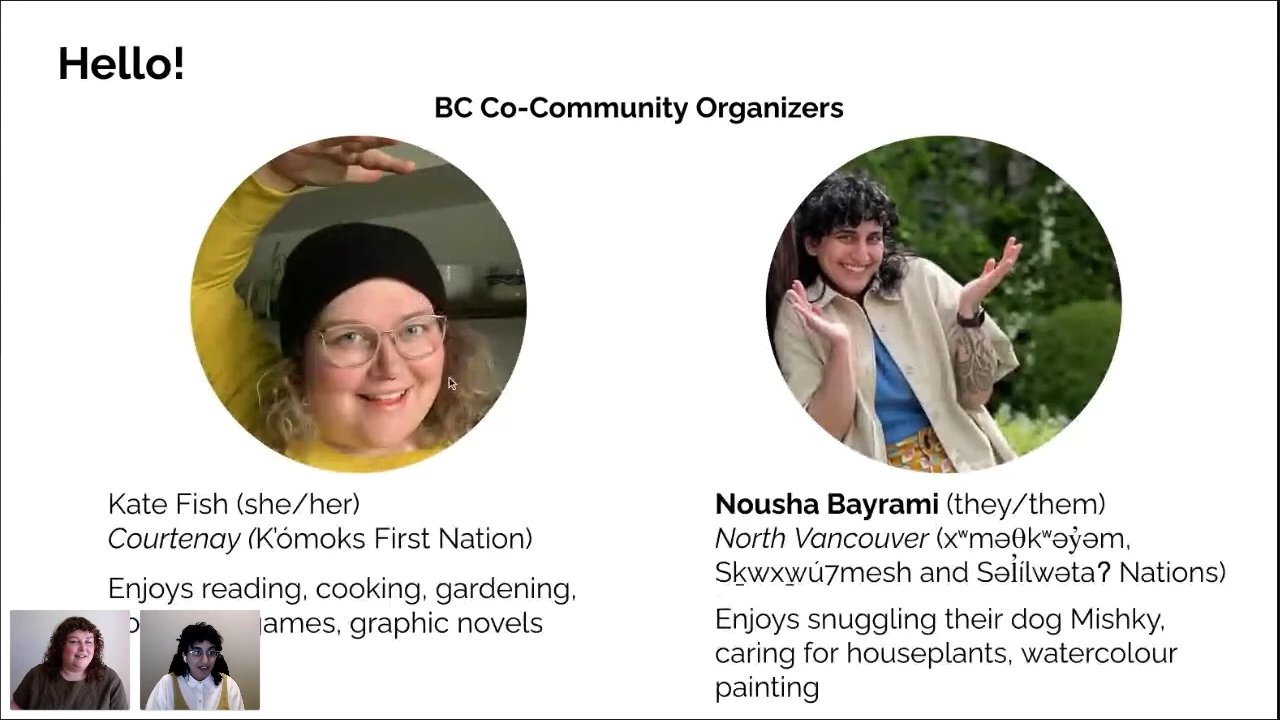 Hello!
BC Co-Community Organizers
Kate Fish (she/her)
Courtenay (K'ómoks First Nation)
Enjoys reading, cooking, gardening,
games, graphic novels
Nousha Bayrami (they/them)
North Vancouver (xʷməθkʷəy̓əm,
Sḵwx̱wú7mesh and Səl̓ílwətaʔ Nations)
Enjoys snuggling their dog Mishky,
caring for houseplants, watercolour
painting